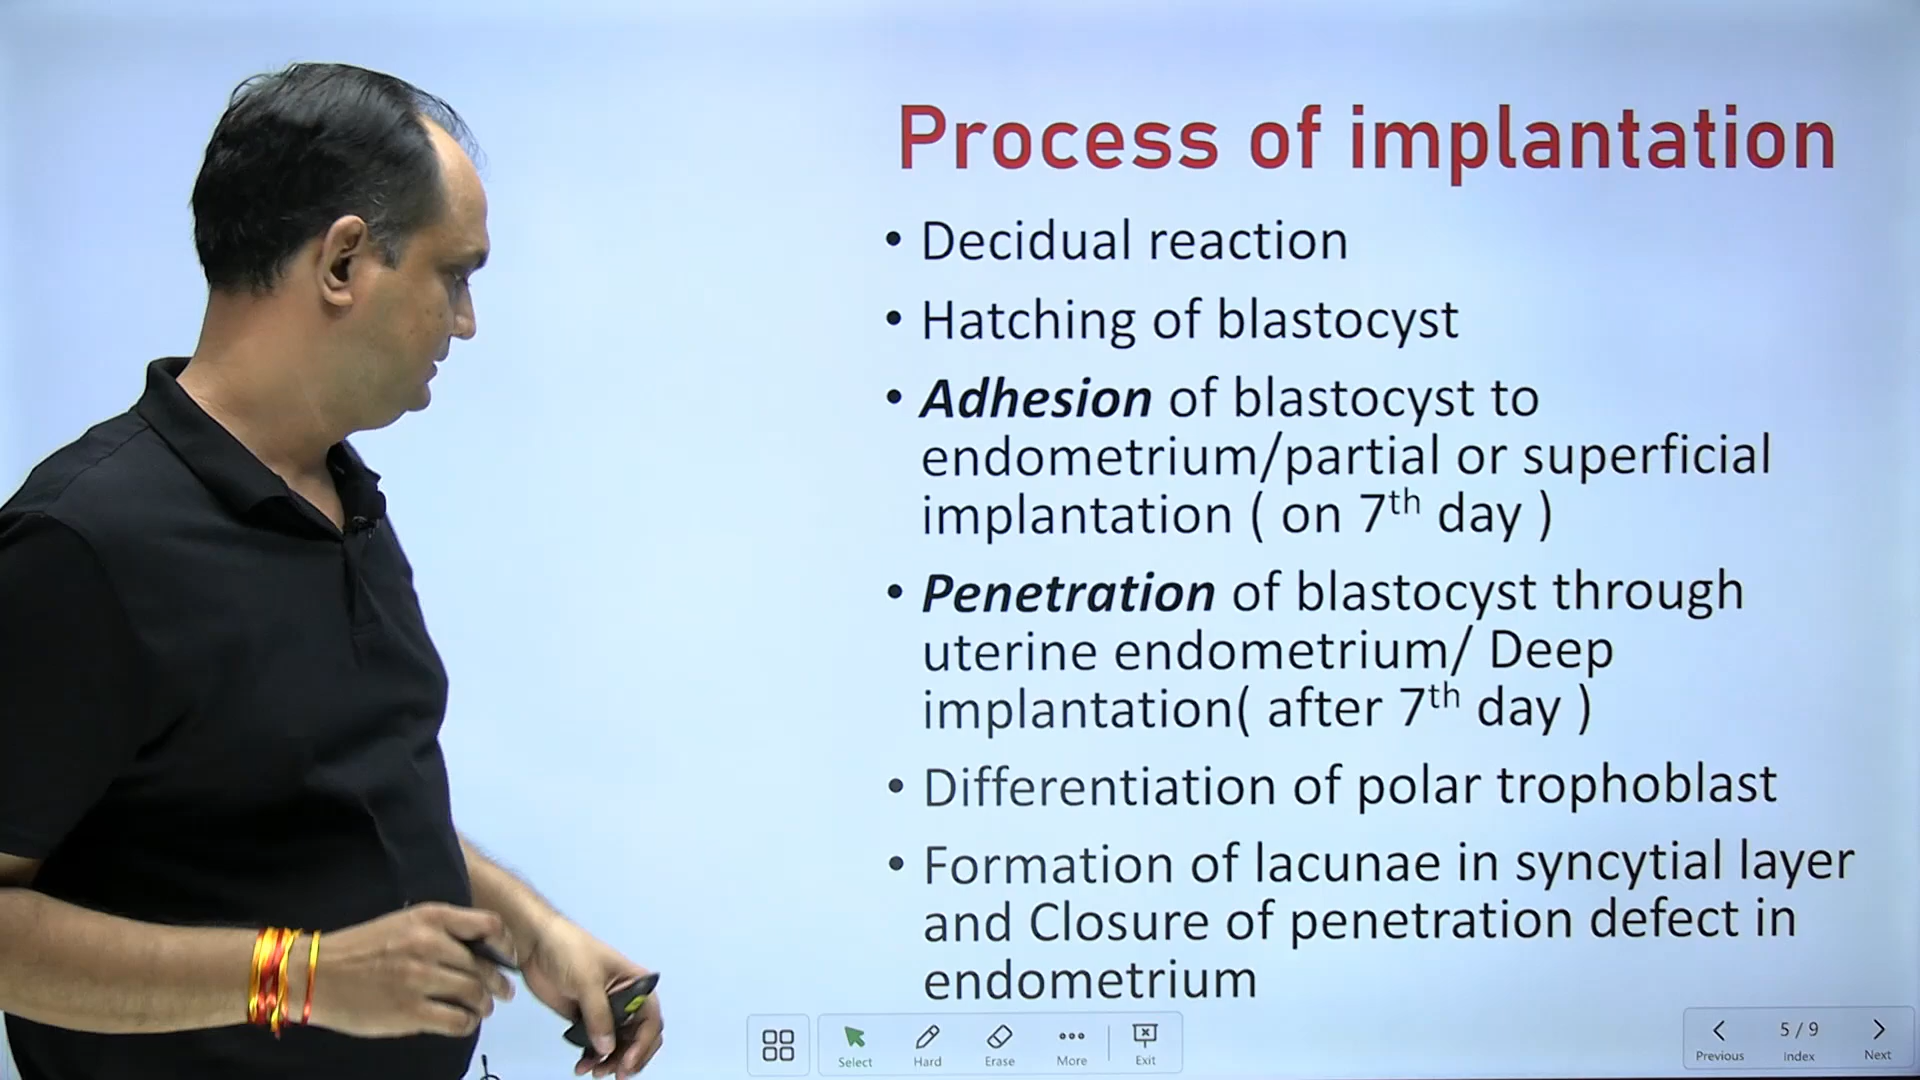 Process of implantation
• Decidual reaction
• Hatching of blastocyst
• Adhesion of blastocyst to
endometrium/partial or superficial
implantation ( on 7th day )
• Penetration of blastocyst through
uterine endometrium/ Deep
implantation( after 7th day )
• Differentiation of polar trophoblast
• Formation of lacunae in syncytial layer
and Closure of penetration defect in
endometrium
Select Hard Erase More Exit
5 / 9
Previous Index Next